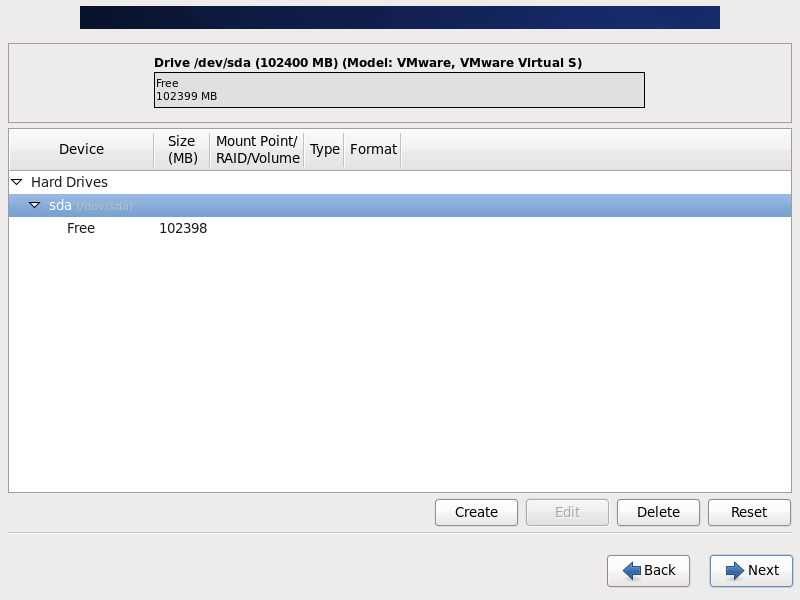 Drive /dev/sda (102400 MB) (Model: VMware, VMware Virtual S)
Free
102399 MB
Device Size (MB) Mount Point/ RAID/Volume Type Format
Hard Drives
sda (/dev/sda)
Free 102398
Create Edit Delete Reset
Back Next